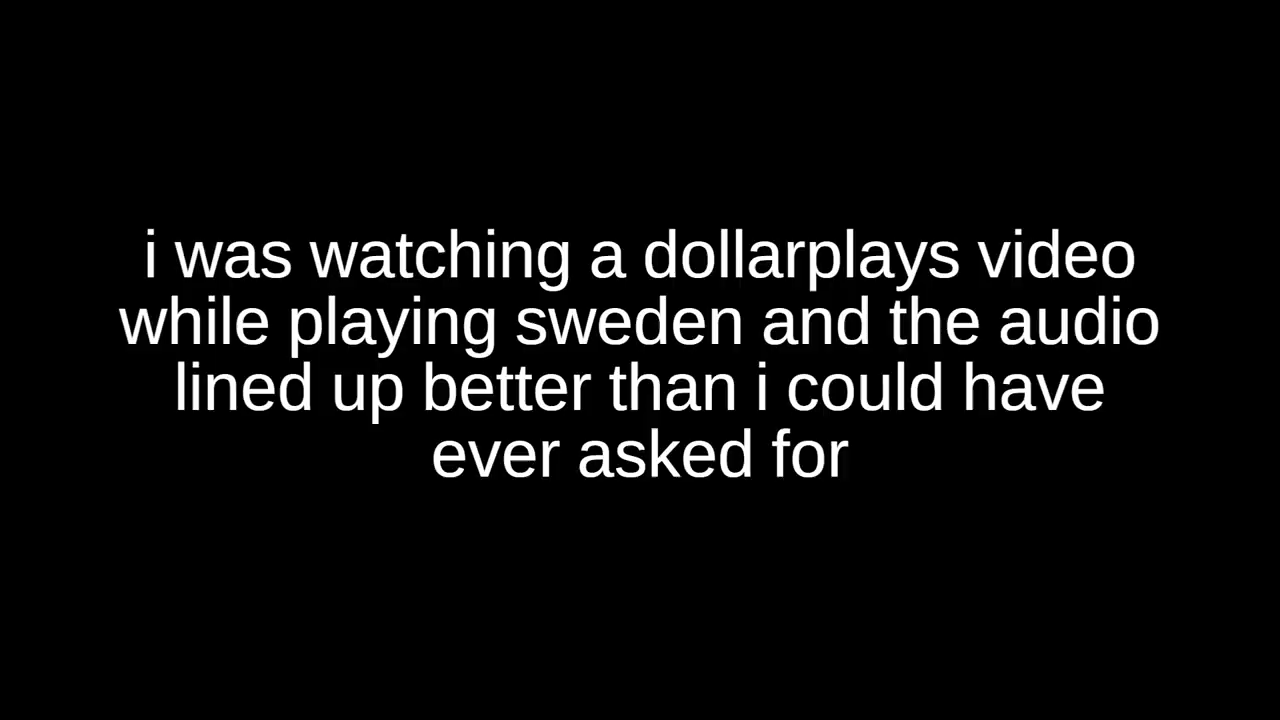 i was watching a dollarplays video
while playing sweden and the audio
lined up better than i could have
ever asked for